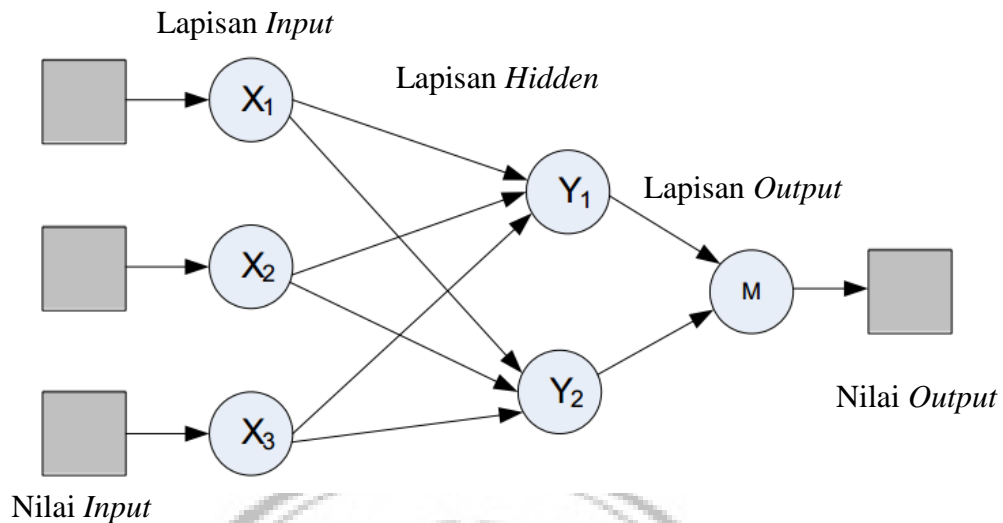 Lapisan Input
Lapisan Hidden
X₁
Y₁
Lapisan Output
X₂
M
Y₂
Nilai Output
X₃
Nilai Input